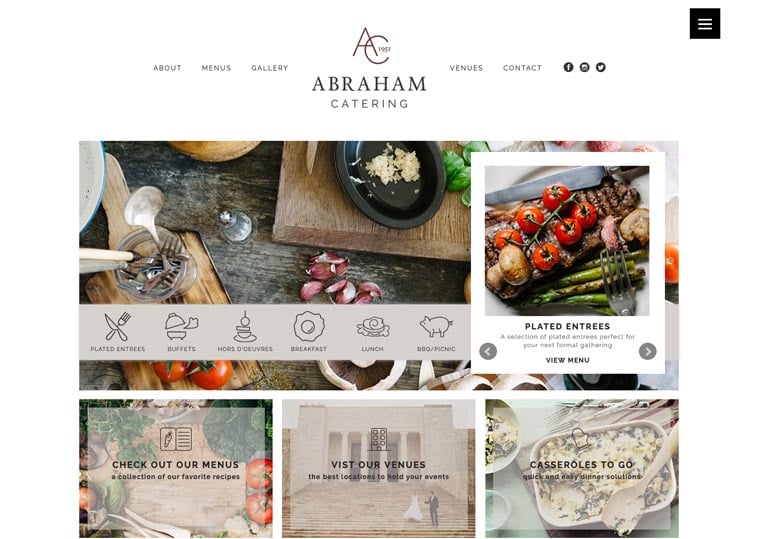 AC 1951
ABOUT MENUS GALLERY
ABRAHAM
CATERING
VENUES CONTACT
PLATED ENTREES BUFFETS HORS D'OEUVRES BREAKFAST LUNCH BBQ/PICNIC
PLATED ENTREES
A selection of plated entrees perfect for
your next formal gathering
VIEW MENU
CHECK OUT OUR MENUS
a collection of our favorite recipes
VIST OUR VENUES
the best locations to hold your events
CASSEROLES TO GO
quick and easy dinner solutions